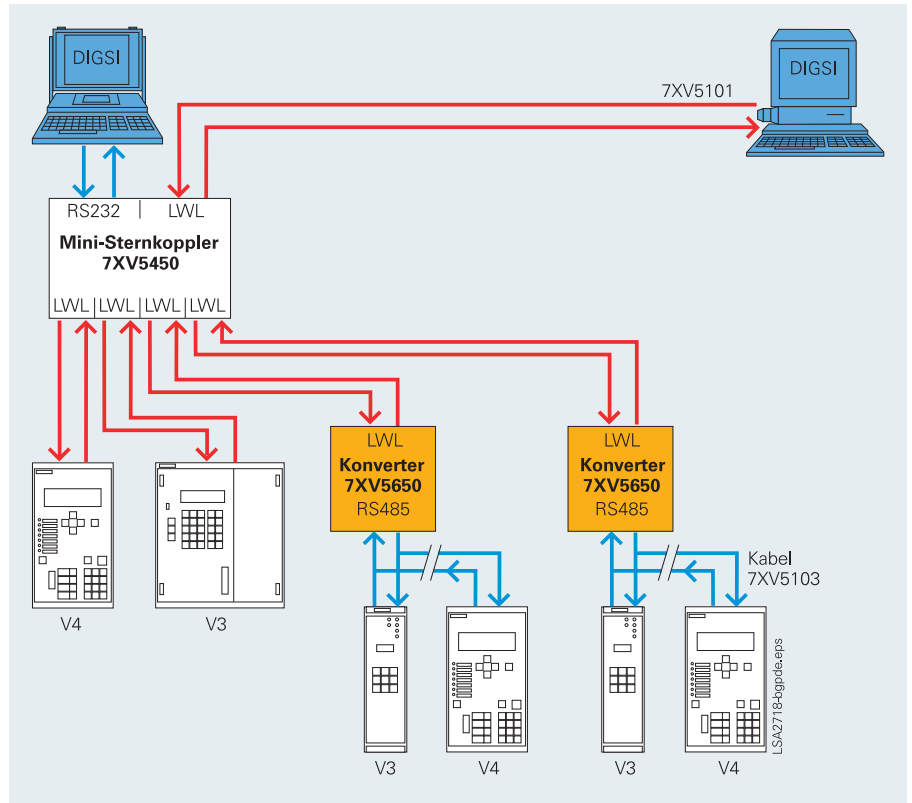 DIGSI
DIGSI
7XV5101
RS232 | LWL
Mini-Sternkoppler
7XV5450
LWL LWL LWL LWL
LWL
Konverter
7XV5650
RS485
LWL
Konverter
7XV5650
RS485
Kabel
7XV5103
V4
V3
V3
V4
V3
V4
LSA2718-bgpde.eps